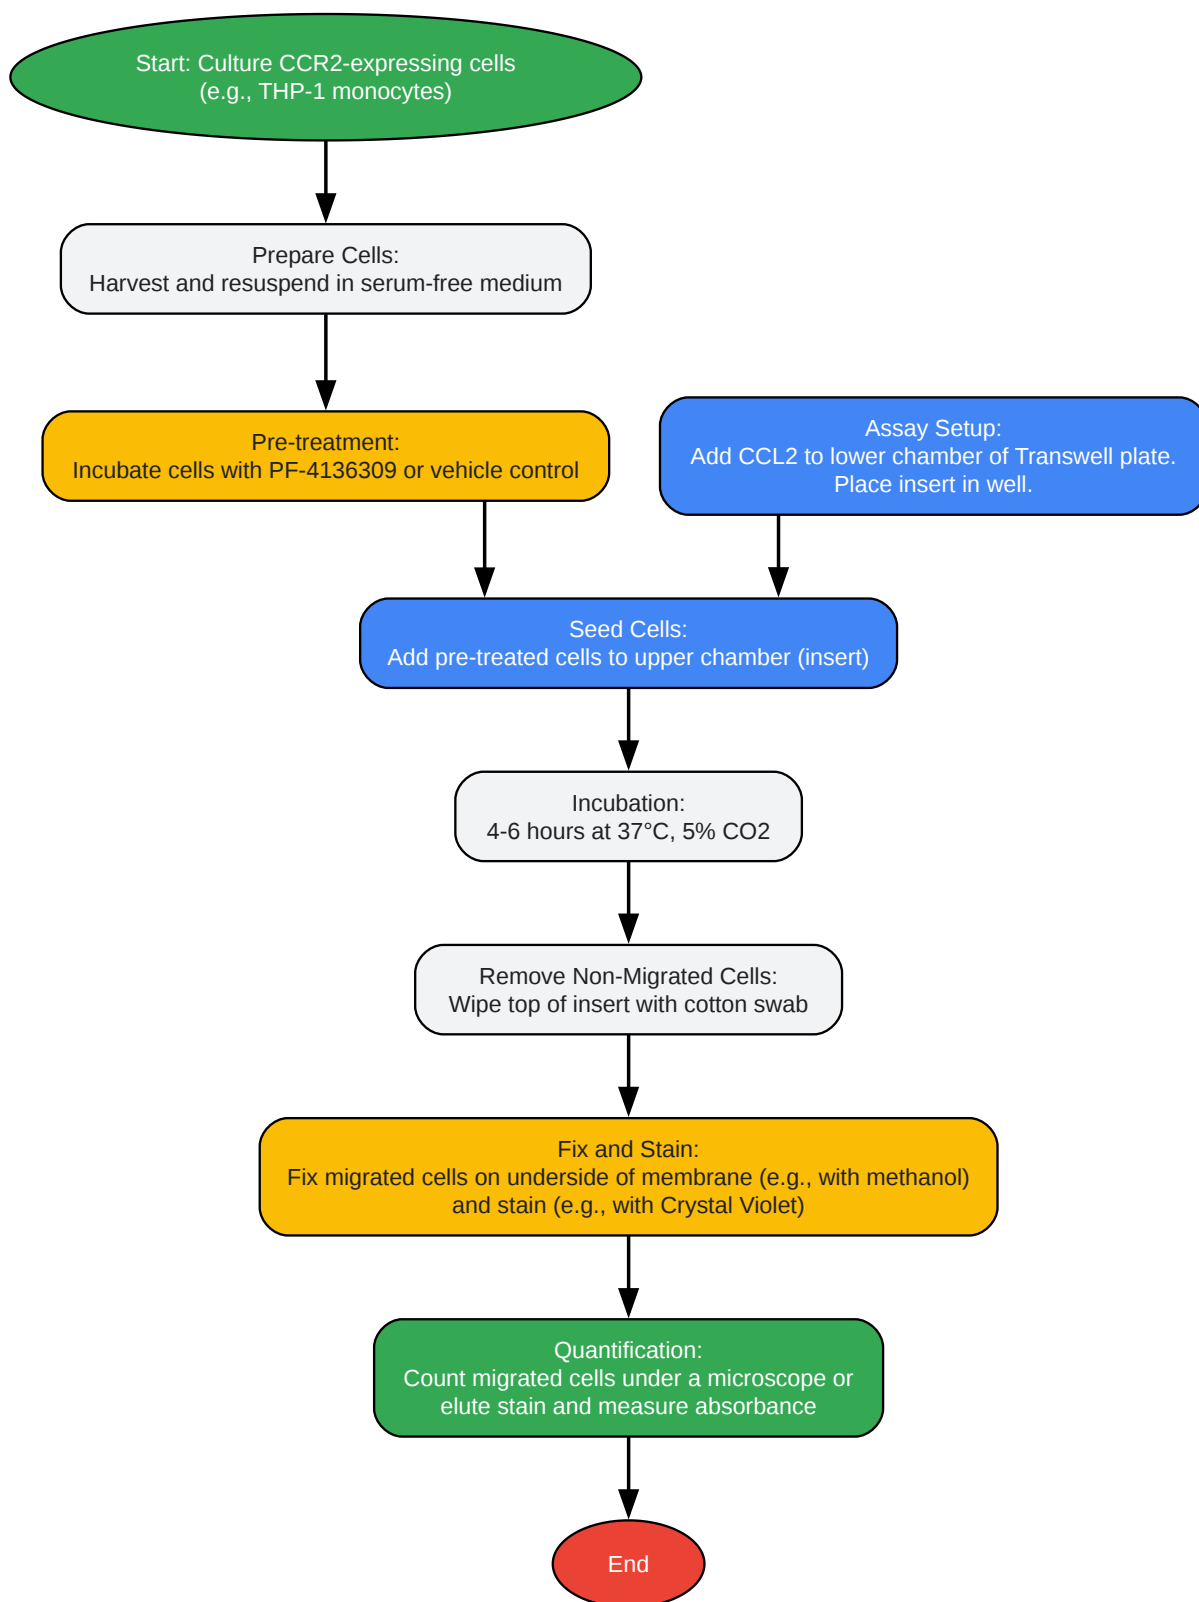 Start: Culture CCR2-expressing cells
(e.g., THP-1 monocytes)
Prepare Cells:
Harvest and resuspend in serum-free medium
Pre-treatment:
Incubate cells with PF-4136309 or vehicle control
Assay Setup:
Add CCL2 to lower chamber of Transwell plate.
Place insert in well.
Seed Cells:
Add pre-treated cells to upper chamber (insert)
Incubation:
4-6 hours at 37°C, 5% CO2
Remove Non-Migrated Cells:
Wipe top of insert with cotton swab
Fix and Stain:
Fix migrated cells on underside of membrane (e.g., with methanol)
and stain (e.g., with Crystal Violet)
Quantification:
Count migrated cells under a microscope or
elute stain and measure absorbance
End